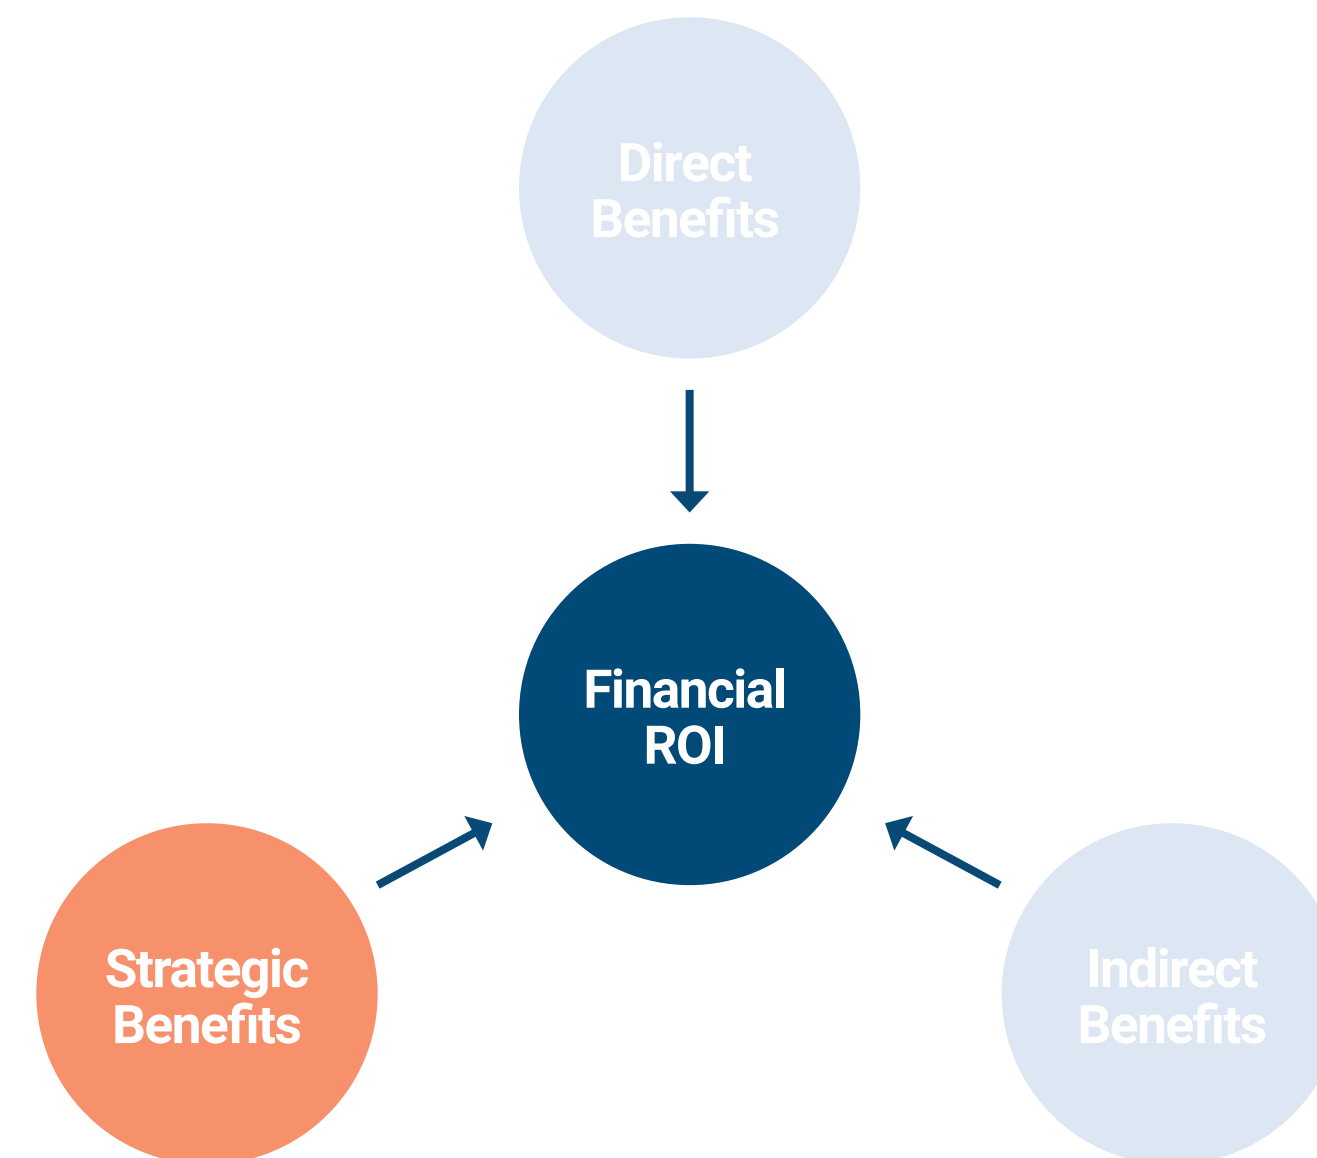 Direct
Benefits
Financial
ROI
Strategic
Benefits
Indirect
Benefits